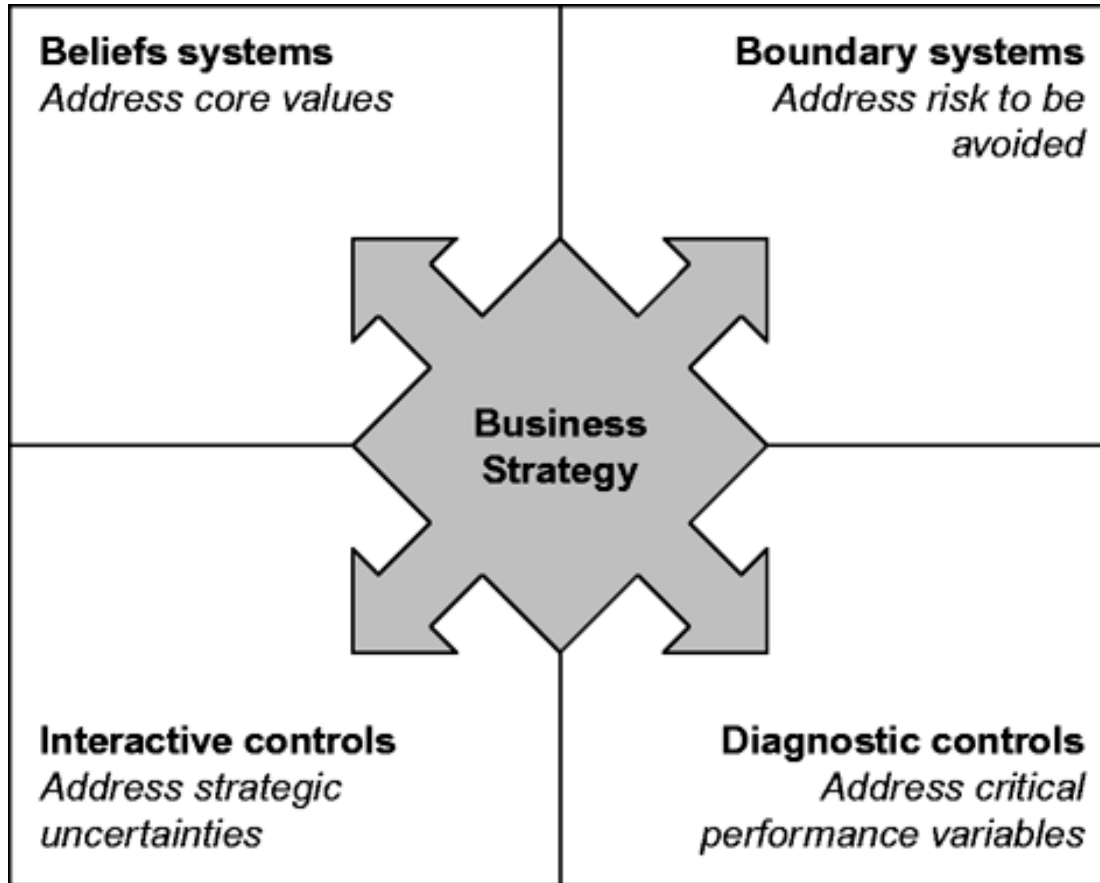 Beliefs systems
Address core values
Boundary systems
Address risk to be
avoided
Business
Strategy
Interactive controls
Address strategic
uncertainties
Diagnostic controls
Address critical
performance variables